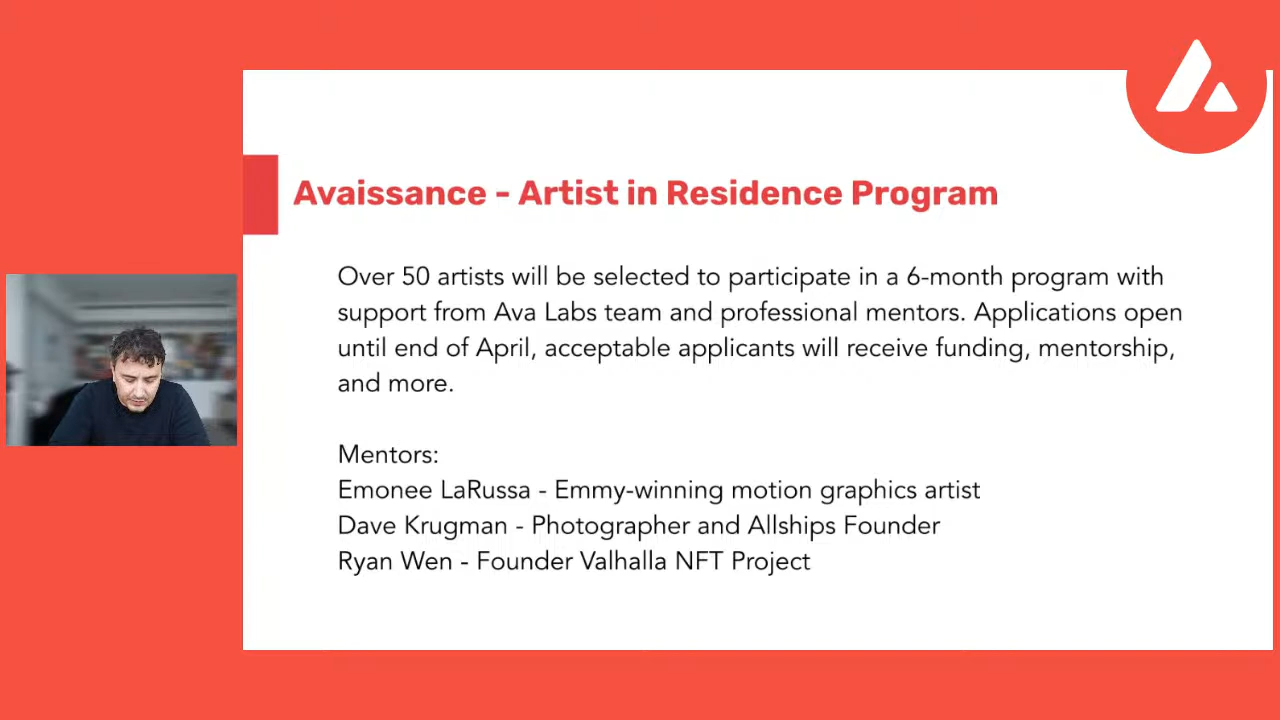 Avaissance - Artist in Residence Program
Over 50 artists will be selected to participate in a 6-month program with
support from Ava Labs team and professional mentors. Applications open
until end of April, acceptable applicants will receive funding, mentorship,
and more.
Mentors:
Emonee LaRussa - Emmy-winning motion graphics artist
Dave Krugman - Photographer and Allships Founder
Ryan Wen - Founder Valhalla NFT Project